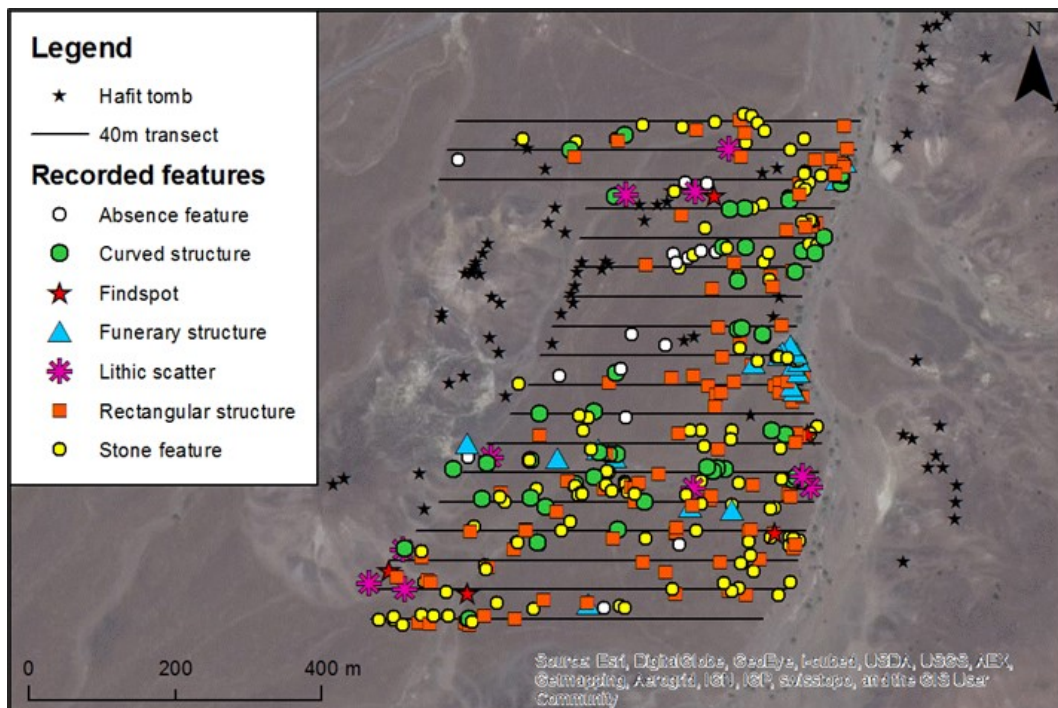 Legend
Hafit tomb
40m transect
Recorded features
Absence feature
Curved structure
Findspot
Funerary structure
Lithic scatter
Rectangular structure
Stone feature
N
0 200 400 m
Source: Esri, DigitalGlobe, GeoEye, i-cubed, USDA, USGS, AEX,
Getmapping, Aerogrid, IGN, IGP, swisstopo, and the GIS User
Community